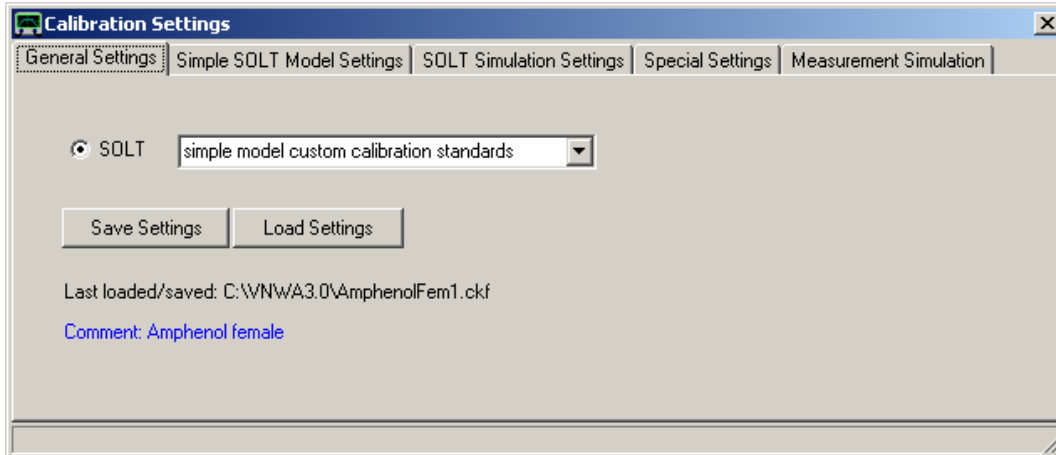 Calibration Settings
General Settings Simple SOLT Model Settings SOLT Simulation Settings Special Settings Measurement Simulation
SOLT simple model custom calibration standards
Save Settings Load Settings
Last loaded/saved: C:\VNWA3.0\AmphenolFem1.ckf
Comment: Amphenol female